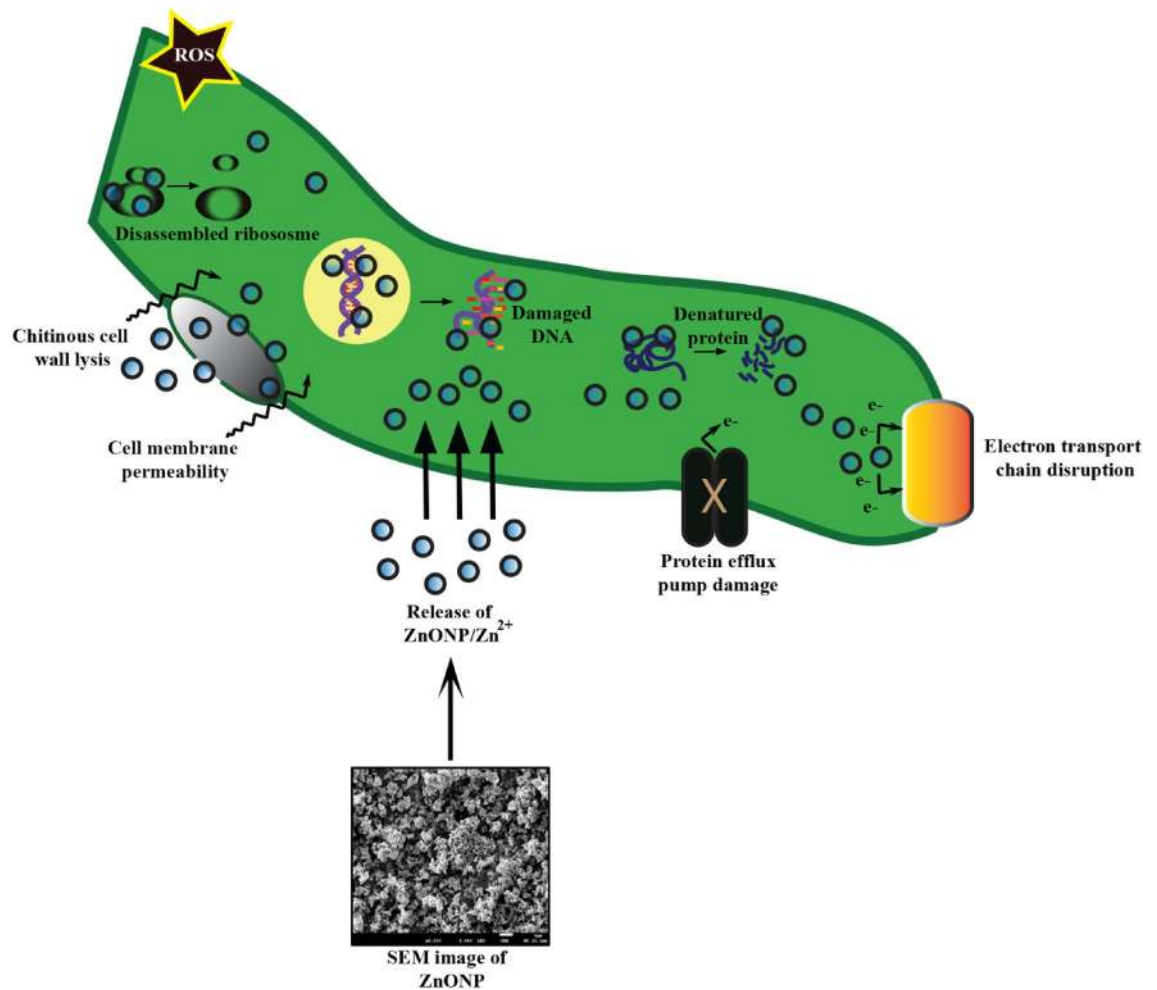 ROS
Disassembled ribososme
Chitinous cell
wall lysis
Cell membrane
permeability
Damaged
DNA
Denatured
protein
e-
e-
e-
e-
e-
Electron transport
chain disruption
X
Protein efflux
pump damage
Release of
ZnONP/Zn2+
SEM image of
ZnONP